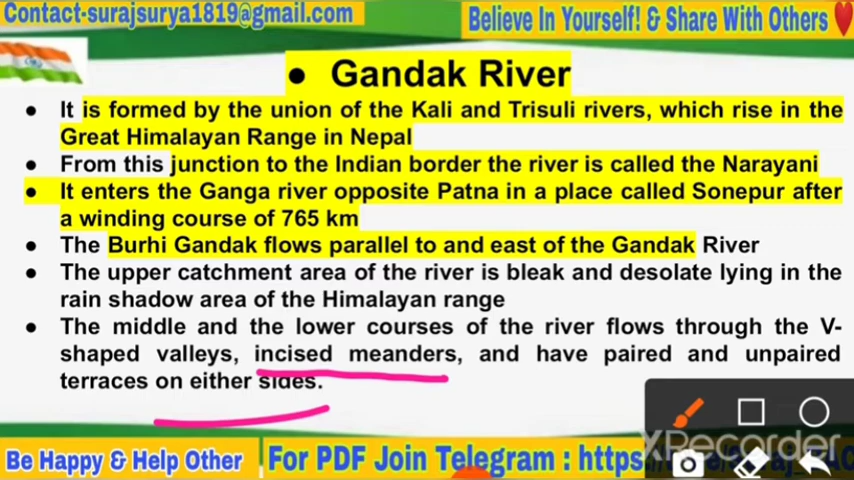 Contact-surajsurya1819@gmail.com
Believe In Yourself! & Share With Others
● Gandak River
● It is formed by the union of the Kali and Trisuli rivers, which rise in the
Great Himalayan Range in Nepal
● From this junction to the Indian border the river is called the Narayani
● It enters the Ganga river opposite Patna in a place called Sonepur after
a winding course of 765 km
● The Burhi Gandak flows parallel to and east of the Gandak River
● The upper catchment area of the river is bleak and desolate lying in the
rain shadow area of the Himalayan range
● The middle and the lower courses of the river flows through the V-
shaped valleys, incised meanders, and have paired and unpaired
terraces on either sides.
XRecorder
Be Happy & Help Other
For PDF Join Telegram : https: